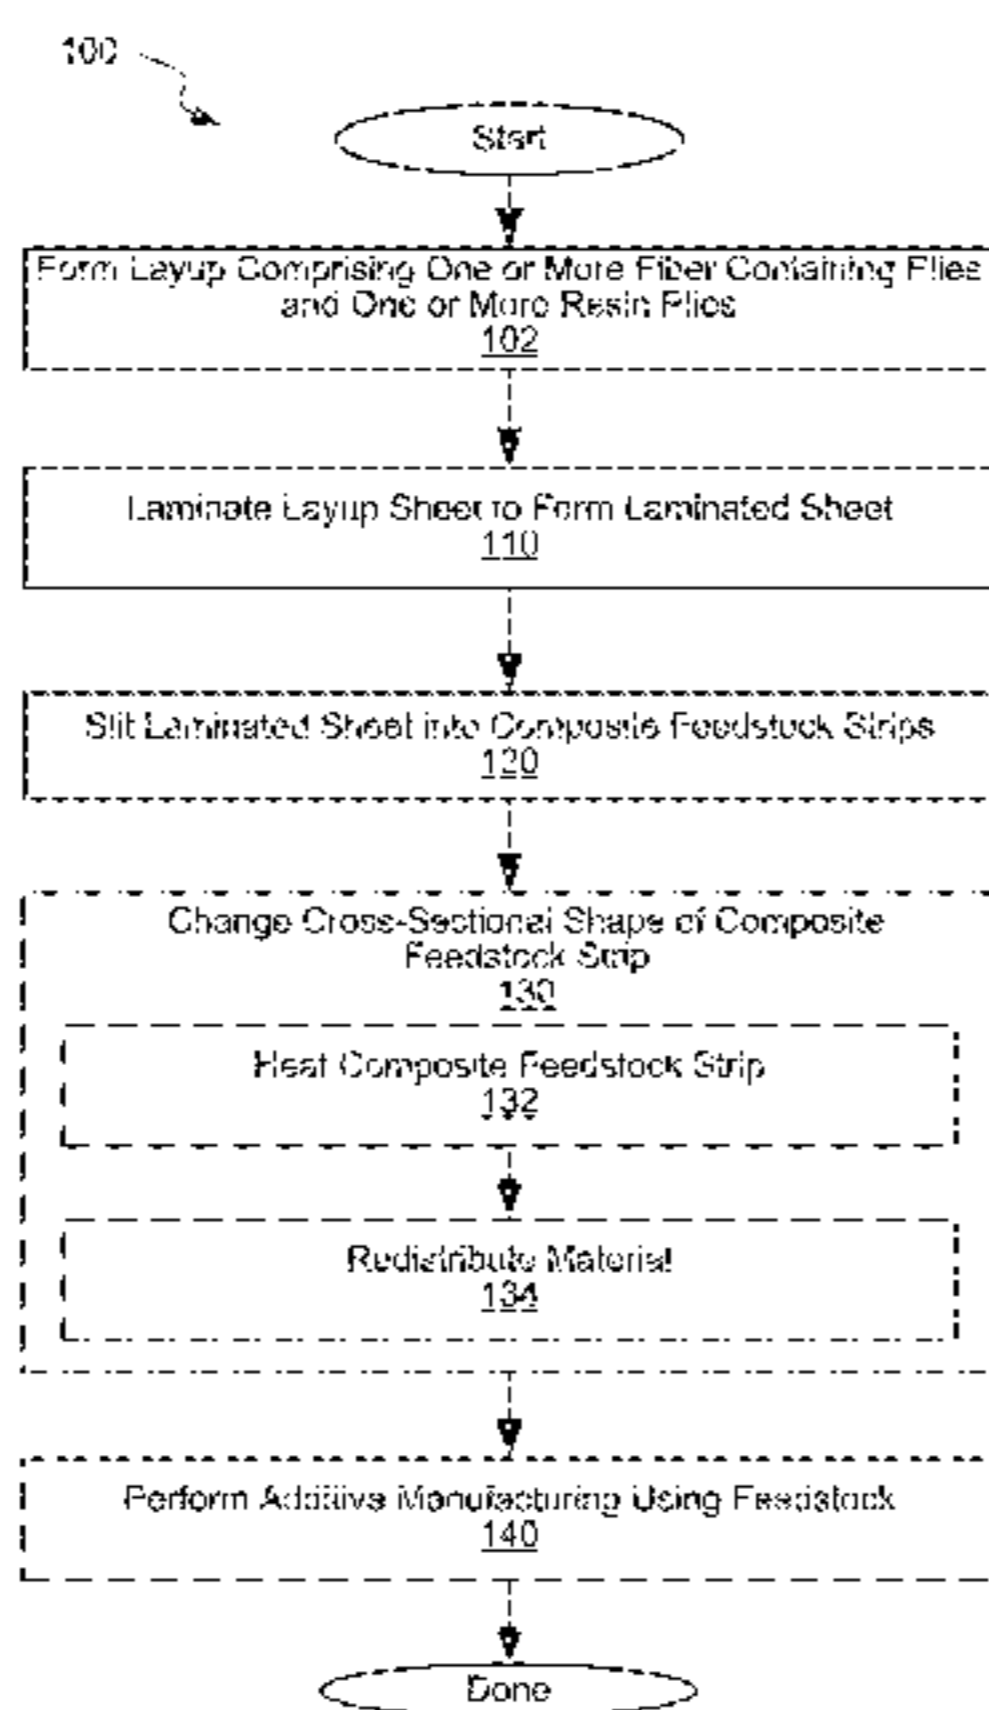 100
Start
Form Layup Comprising One or More Fiber Containing Plies
and One or More Resin Plies
102
Laminate Layup Sheet to Form Laminated Sheet
110
Slit Laminated Sheet into Composite Feedstock Strips
120
Change Cross-Sectional Shape of Composite
Feedstock Strip
130
Heat Composite Feedstock Strip
132
Redistribute Material
134
Perform Additive Manufacturing Using Feedstock
140
Done